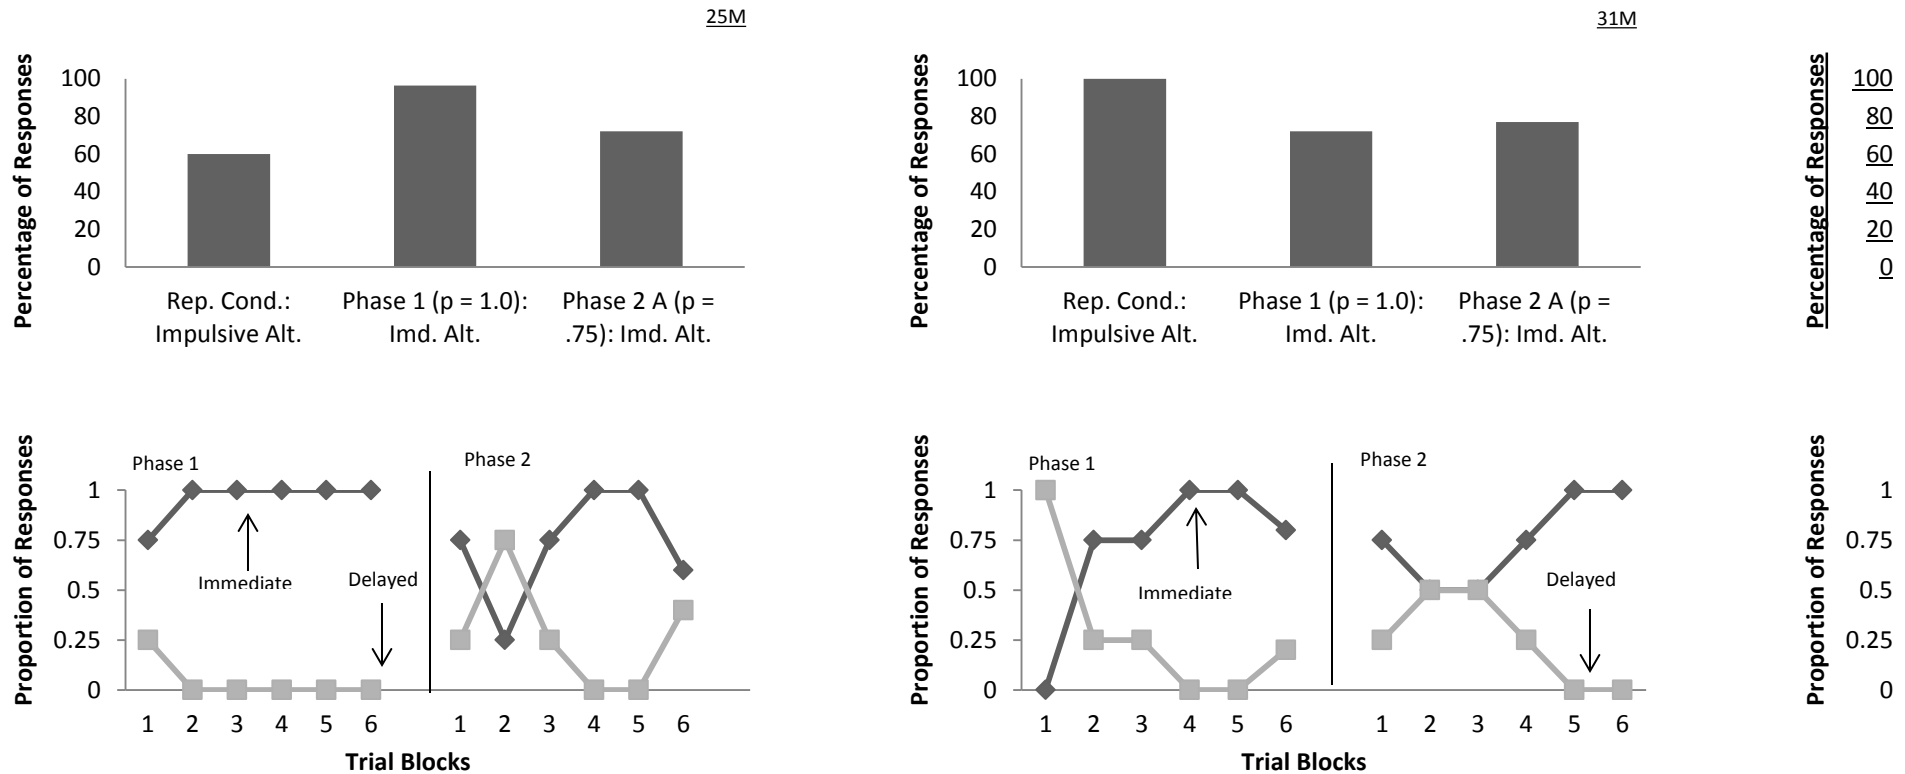 25M
31M
Percentage of Responses
100
80
60
40
20
0
Rep. Cond.:
Impulsive Alt.
Phase 1 (p = 1.0):
Imd. Alt.
Phase 2 A (p =
.75): Imd. Alt.
Percentage of Responses
100
80
60
40
20
0
Rep. Cond.:
Impulsive Alt.
Phase 1 (p = 1.0):
Imd. Alt.
Phase 2 A (p =
.75): Imd. Alt.
Percentage of Responses
100
80
60
40
20
0
Proportion of Responses
Phase 1
Phase 2
1
0.75
0.5
0.25
0
Immediate
Delayed
1 2 3 4 5 6 1 2 3 4 5 6
Trial Blocks
Proportion of Responses
Phase 1
Phase 2
1
0.75
0.5
0.25
0
Immediate
Delayed
1 2 3 4 5 6 1 2 3 4 5 6
Trial Blocks
Proportion of Responses
1
0.75
0.5
0.25
0